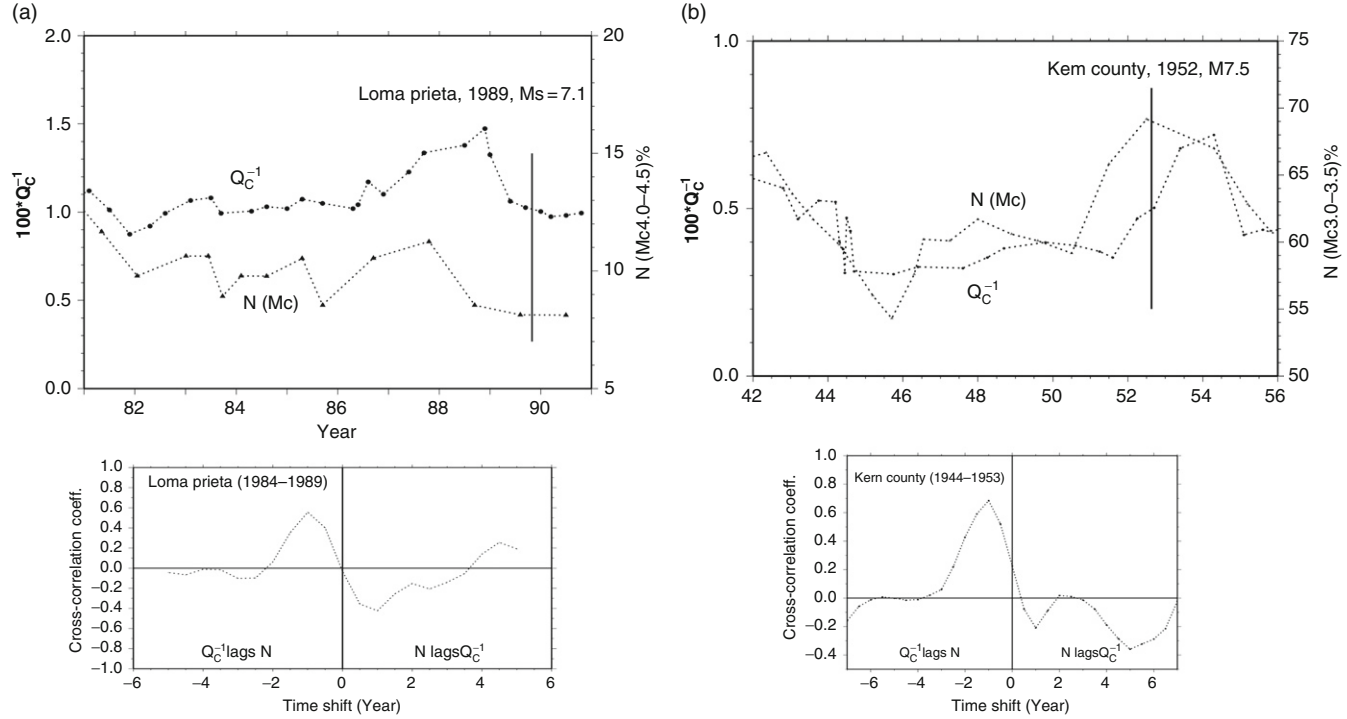 (a)
2.0
1.5
1.0
0.5
0.0
100*Q_C^−1
20
15
10
5
N (Mc4.0–4.5)%
Loma prieta, 1989, Ms=7.1
Q_C^−1
N (Mc)
82 84 86 88 90
Year
1.0
0.8
0.6
0.4
0.2
0.0
−0.2
−0.4
−0.6
−0.8
−1.0
Cross-correlation coeff.
Loma prieta (1984–1989)
Q_C^−1 lags N
N lagsQ_C^−1
−6 −4 −2 0 2 4 6
Time shift (Year)
(b)
1.0
0.5
0.0
100*Q_C^−1
75
70
65
60
55
50
N (Mc3.0–3.5)%
Kem county, 1952, M7.5
N (Mc)
Q_C^−1
42 44 46 48 50 52 54 56
1.0
0.8
0.6
0.4
0.2
0.0
−0.2
−0.4
Cross-correlation coeff.
Kern county (1944–1953)
Q_C^−1lags N
N lagsQ_C^−1
−6 −4 −2 0 2 4 6
Time shift (Year)